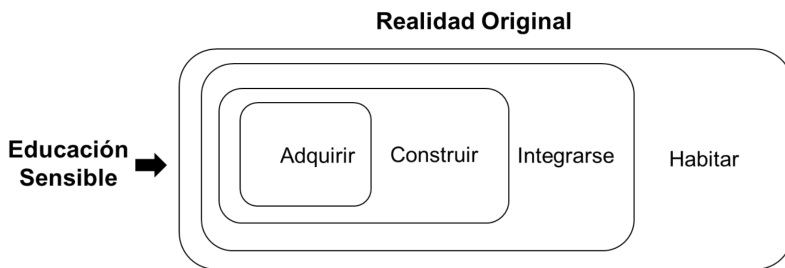 Realidad Original
Educación
Sensible
Adquirir
Construir
Integrarse
Habitar